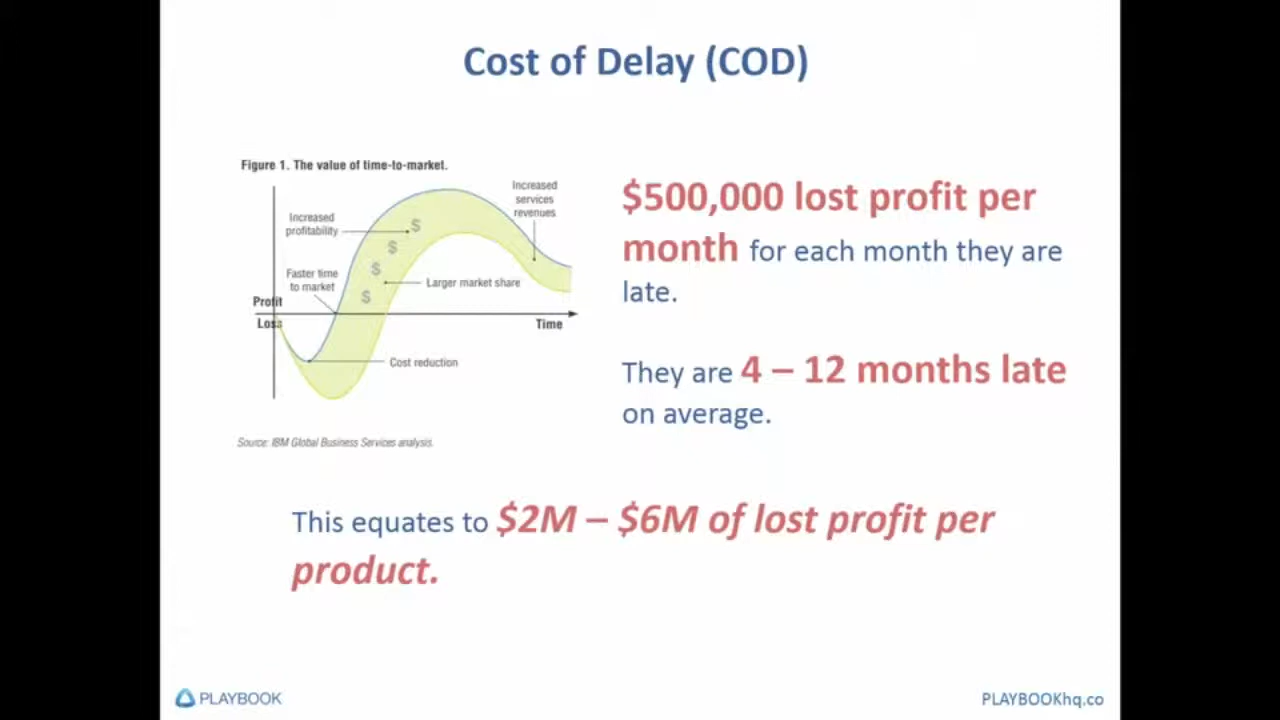 Cost of Delay (COD)
Figure 1. The value of time-to-market.
Increased
services
revenues
Increased
profitability
$
$
$
$
Faster time
to market
Larger market share
Profit
Loss
Time
Cost reduction
Source: IBM Global Business Services analysis.
$500,000 lost profit per
month for each month they are
late.
They are 4 – 12 months late
on average.
This equates to $2M – $6M of lost profit per
product.
PLAYBOOK
PLAYBOOKhq.co